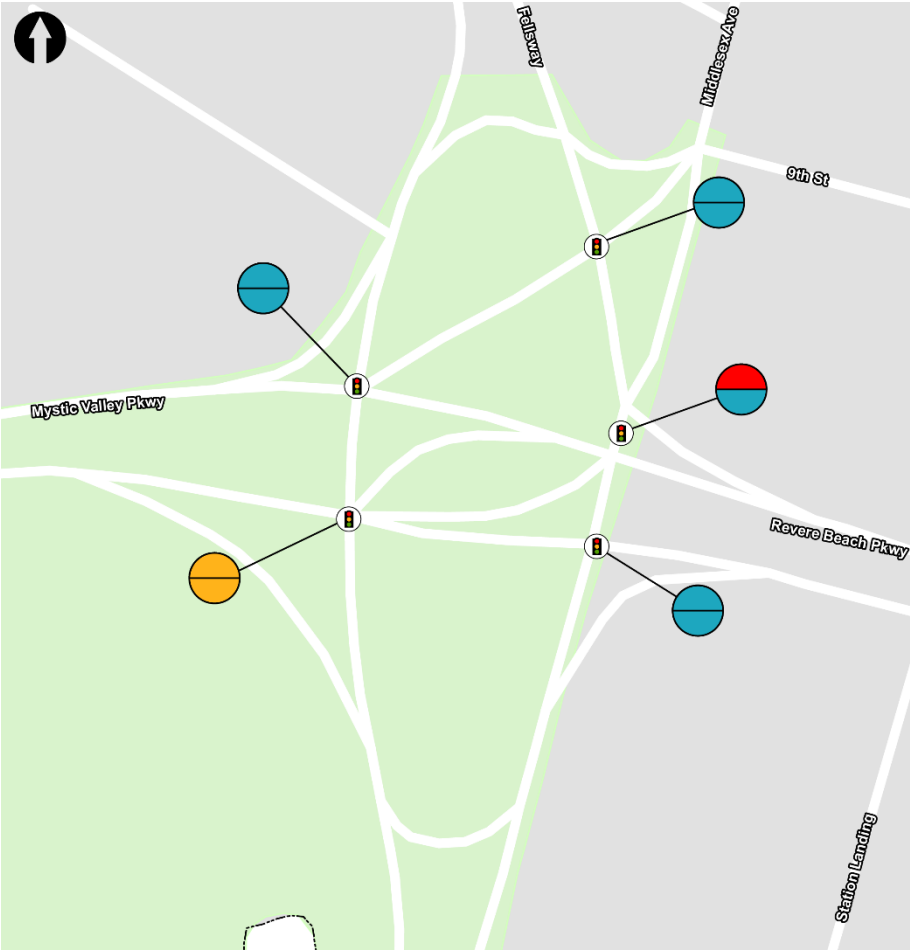 Fellsway
Middlesex Ave
9th St
Mystic Valley Pkwy
Revere Beach Pkwy
Station Landing